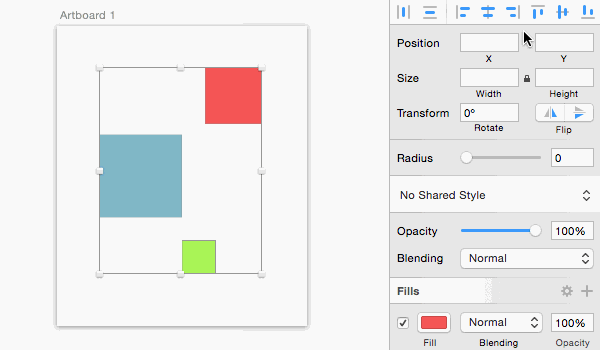 Artboard 1
Position
X
Y
Size
Width
Height
Transform
0º
Rotate
Flip
Radius
0
No Shared Style
Opacity
100%
Blending
Normal
Fills
Normal
100%
Fill
Blending
Opacity